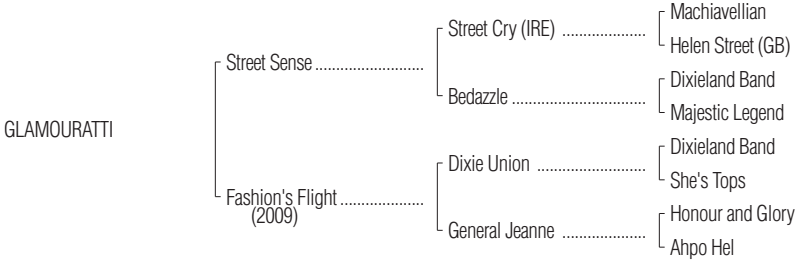 Machiavellian
Street Cry (IRE) ....................
Helen Street (GB)
Street Sense ..........................
Dixieland Band
Bedazzle ................................
Majestic Legend
GLAMOURATTI
Dixieland Band
Dixie Union ..........................
She's Tops
Fashion's Flight ....................
(2009)
Honour and Glory
General Jeanne ....................
Ahpo Hel